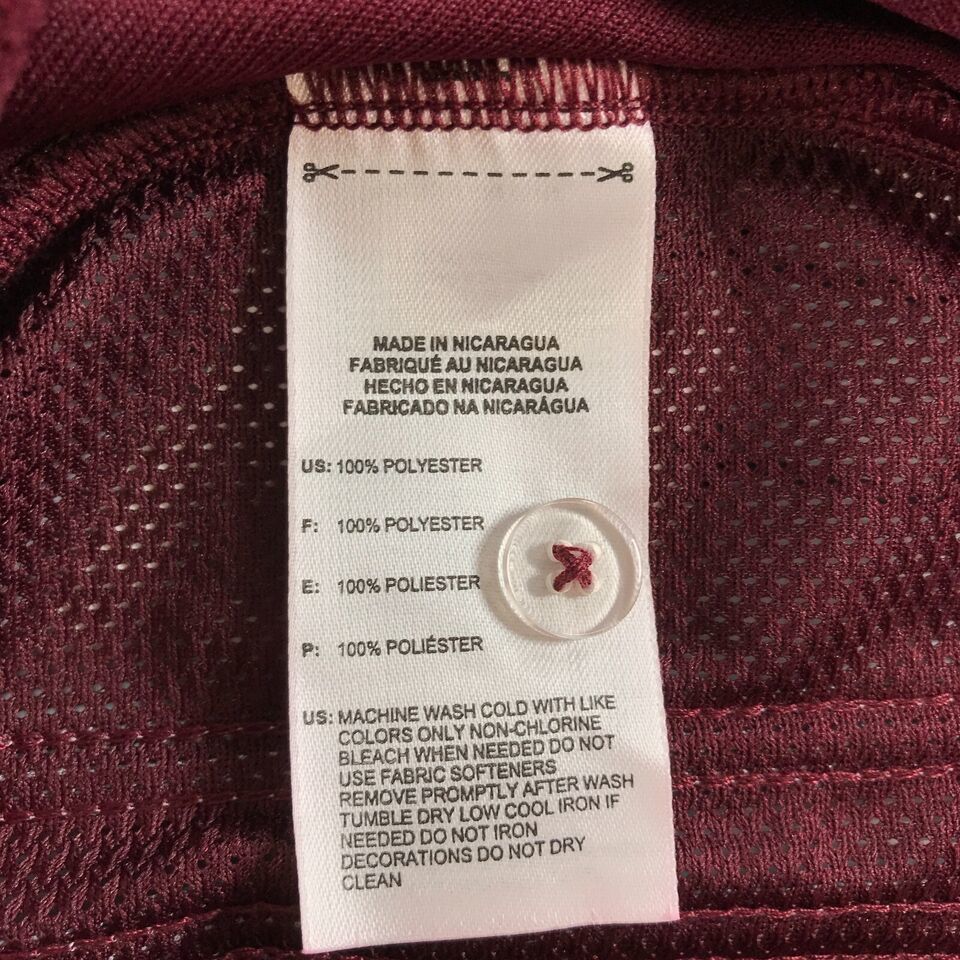 MADE IN NICARAGUA
FABRIQUÉ AU NICARAGUA
HECHO EN NICARAGUA
FABRICADO NA NICARÁGUA
US: 100% POLYESTER
F: 100% POLYESTER
E: 100% POLIESTER
P: 100% POLIÉSTER
US: MACHINE WASH COLD WITH LIKE
COLORS ONLY NON-CHLORINE
BLEACH WHEN NEEDED DO NOT
USE FABRIC SOFTENERS
REMOVE PROMPTLY AFTER WASH
TUMBLE DRY LOW COOL IRON IF
NEEDED DO NOT IRON
DECORATIONS DO NOT DRY
CLEAN